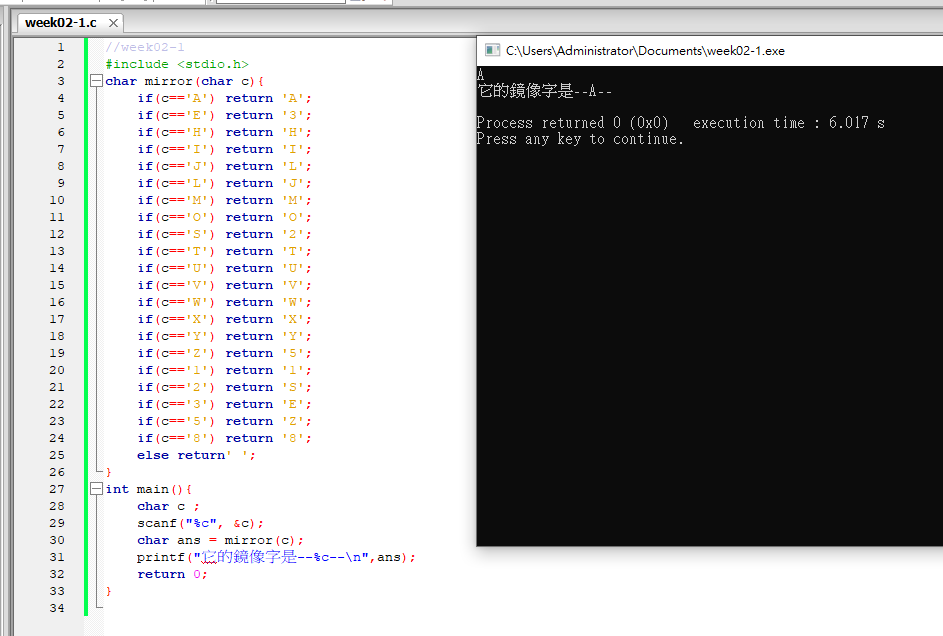 week02-1.c
1 //week02-1
2 #include <stdio.h>
3 char mirror(char c){
4 if(c=='A') return 'A';
5 if(c=='E') return '3';
6 if(c=='H') return 'H';
7 if(c=='I') return 'I';
8 if(c=='J') return 'L';
9 if(c=='L') return 'J';
10 if(c=='M') return 'M';
11 if(c=='O') return 'O';
12 if(c=='S') return '2';
13 if(c=='T') return 'T';
14 if(c=='U') return 'U';
15 if(c=='V') return 'V';
16 if(c=='W') return 'W';
17 if(c=='X') return 'X';
18 if(c=='Y') return 'Y';
19 if(c=='Z') return '5';
20 if(c=='1') return '1';
21 if(c=='2') return 'S';
22 if(c=='3') return 'E';
23 if(c=='5') return 'Z';
24 if(c=='8') return '8';
25 else return' ';
26 }
27 int main(){
28 char c ;
29 scanf("%c", &c);
30 char ans = mirror(c);
31 printf("它的鏡像字是--%c--\n",ans);
32 return 0;
33 }
34
C:\Users\Administrator\Documents\week02-1.exe
A
它的鏡像字是--A--
Process returned 0 (0x0) execution time : 6.017 s
Press any key to continue.